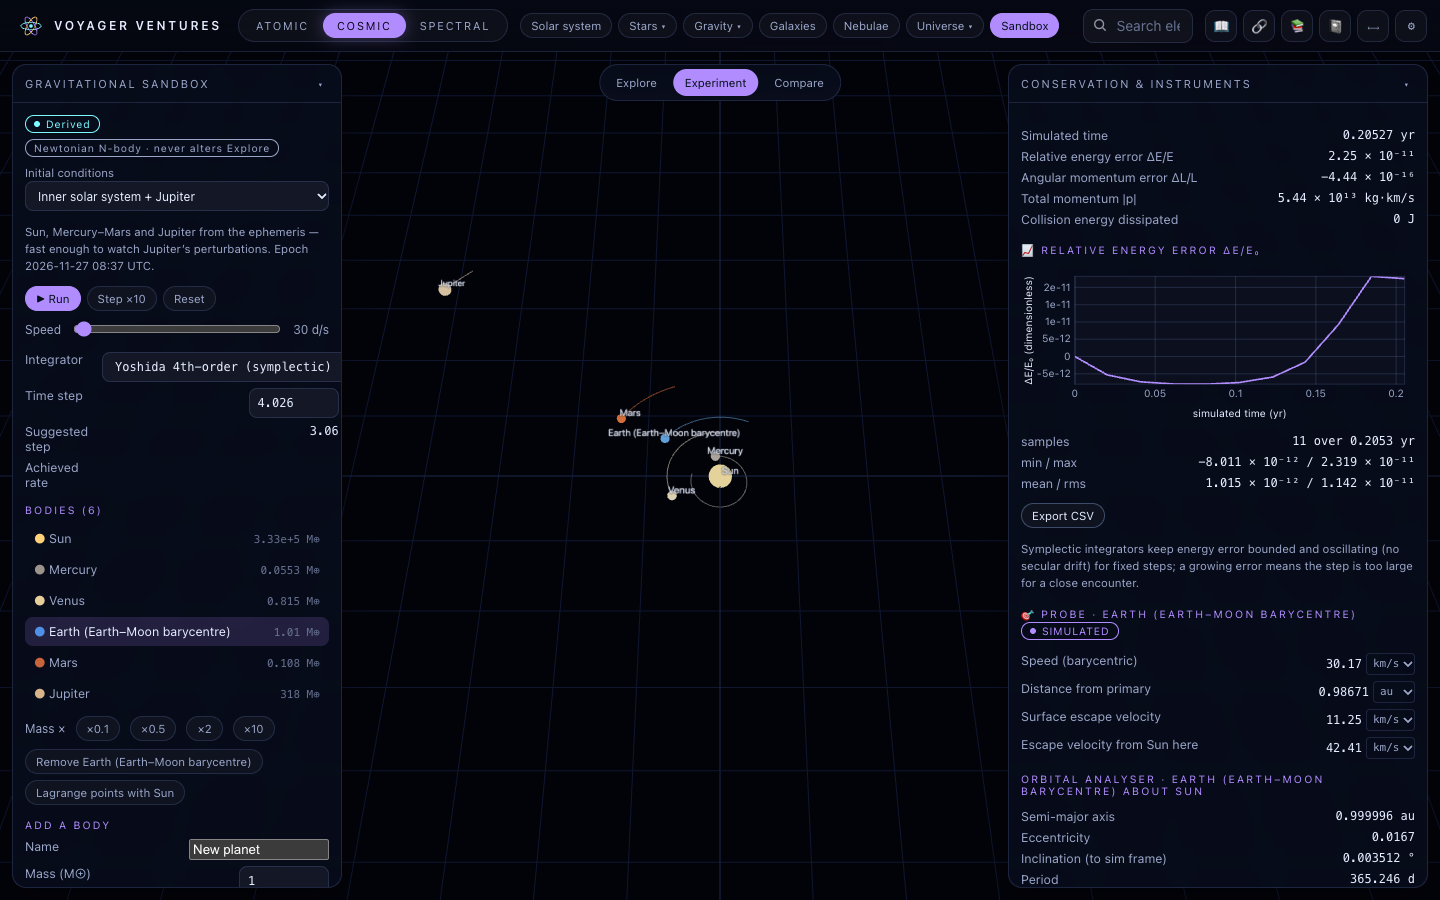 VOYAGER VENTURES
ATOMIC
COSMIC
SPECTRAL
Solar system
Stars ▾
Gravity ▾
Galaxies
Nebulae
Universe ▾
Sandbox
Search ele
GRAVITATIONAL SANDBOX
Derived
Newtonian N-body · never alters Explore
Initial conditions
Inner solar system + Jupiter
Sun, Mercury–Mars and Jupiter from the ephemeris —
fast enough to watch Jupiter's perturbations. Epoch
2026-11-27 08:37 UTC.
▶ Run
Step ×10
Reset
Speed 30 d/s
Integrator Yoshida 4th-order (symplectic)
Time step 4.026
Suggested step 3.06
Achieved rate
BODIES (6)
Sun 3.33e+5 M⊕
Mercury 0.0553 M⊕
Venus 0.815 M⊕
Earth (Earth–Moon barycentre) 1.01 M⊕
Mars 0.108 M⊕
Jupiter 318 M⊕
Mass × ×0.1 ×0.5 ×2 ×10
Remove Earth (Earth–Moon barycentre)
Lagrange points with Sun
ADD A BODY
Name New planet
Mass (M⊕) 1
Explore
Experiment
Compare
Jupiter
Mars
Earth (Earth–Moon barycentre)
Mercury
Sun
Venus
CONSERVATION & INSTRUMENTS
Simulated time 0.20527 yr
Relative energy error ΔE/E 2.25 × 10⁻¹¹
Angular momentum error ΔL/L −4.44 × 10⁻¹⁶
Total momentum |p| 5.44 × 10¹³ kg·km/s
Collision energy dissipated 0 J
RELATIVE ENERGY ERROR ΔE/E₀
ΔE/E₀ (dimensionless)
2e-11
1e-11
1e-11
5e-12
0
-5e-12
0 0.05 0.1 0.15 0.2
simulated time (yr)
samples 11 over 0.2053 yr
min / max −8.011 × 10⁻¹² / 2.319 × 10⁻¹¹
mean / rms 1.015 × 10⁻¹² / 1.142 × 10⁻¹¹
Export CSV
Symplectic integrators keep energy error bounded and oscillating (no
secular drift) for fixed steps; a growing error means the step is too large
for a close encounter.
PROBE · EARTH (EARTH–MOON BARYCENTRE)
SIMULATED
Speed (barycentric) 30.17 km/s
Distance from primary 0.98671 au
Surface escape velocity 11.25 km/s
Escape velocity from Sun here 42.41 km/s
ORBITAL ANALYSER · EARTH (EARTH–MOON
BARYCENTRE) ABOUT SUN
Semi-major axis 0.999996 au
Eccentricity 0.0167
Inclination (to sim frame) 0.003512 °
Period 365.246 d